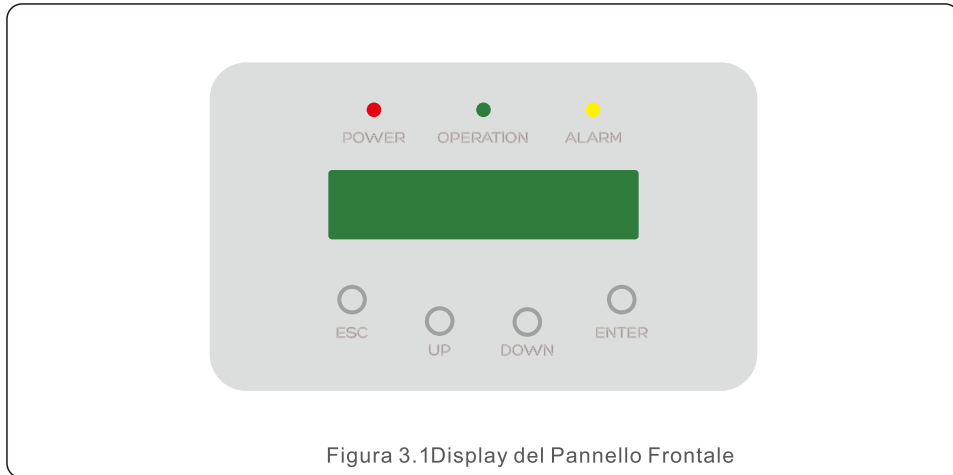 POWER OPERATION ALARM
ESC UP DOWN ENTER
Figura 3.1Display del Pannello Frontale